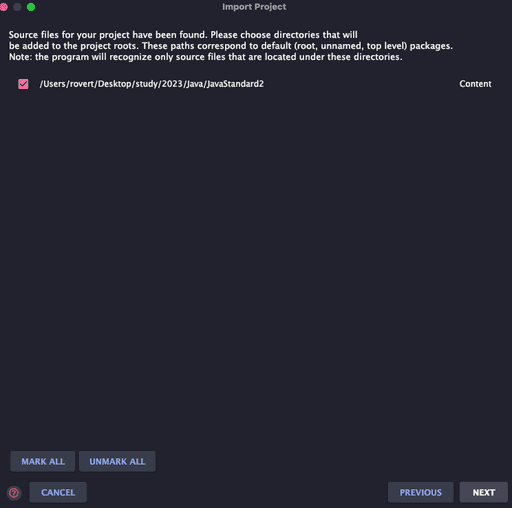 Import Project
Source files for your project have been found. Please choose directories that will
be added to the project roots. These paths correspond to default (root, unnamed, top level) packages.
Note: the program will recognize only source files that are located under these directories.
/Users/rovert/Desktop/study/2023/Java/JavaStandard2 Content
MARK ALL UNMARK ALL
? CANCEL PREVIOUS NEXT